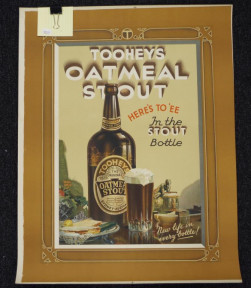 TOOHEYS
OATMEAL
STOUT
HERE'S TO 'EE
In the
STOUT
Bottle
TOOHEYS
OATMEAL
STOUT
New life in
every bottle!